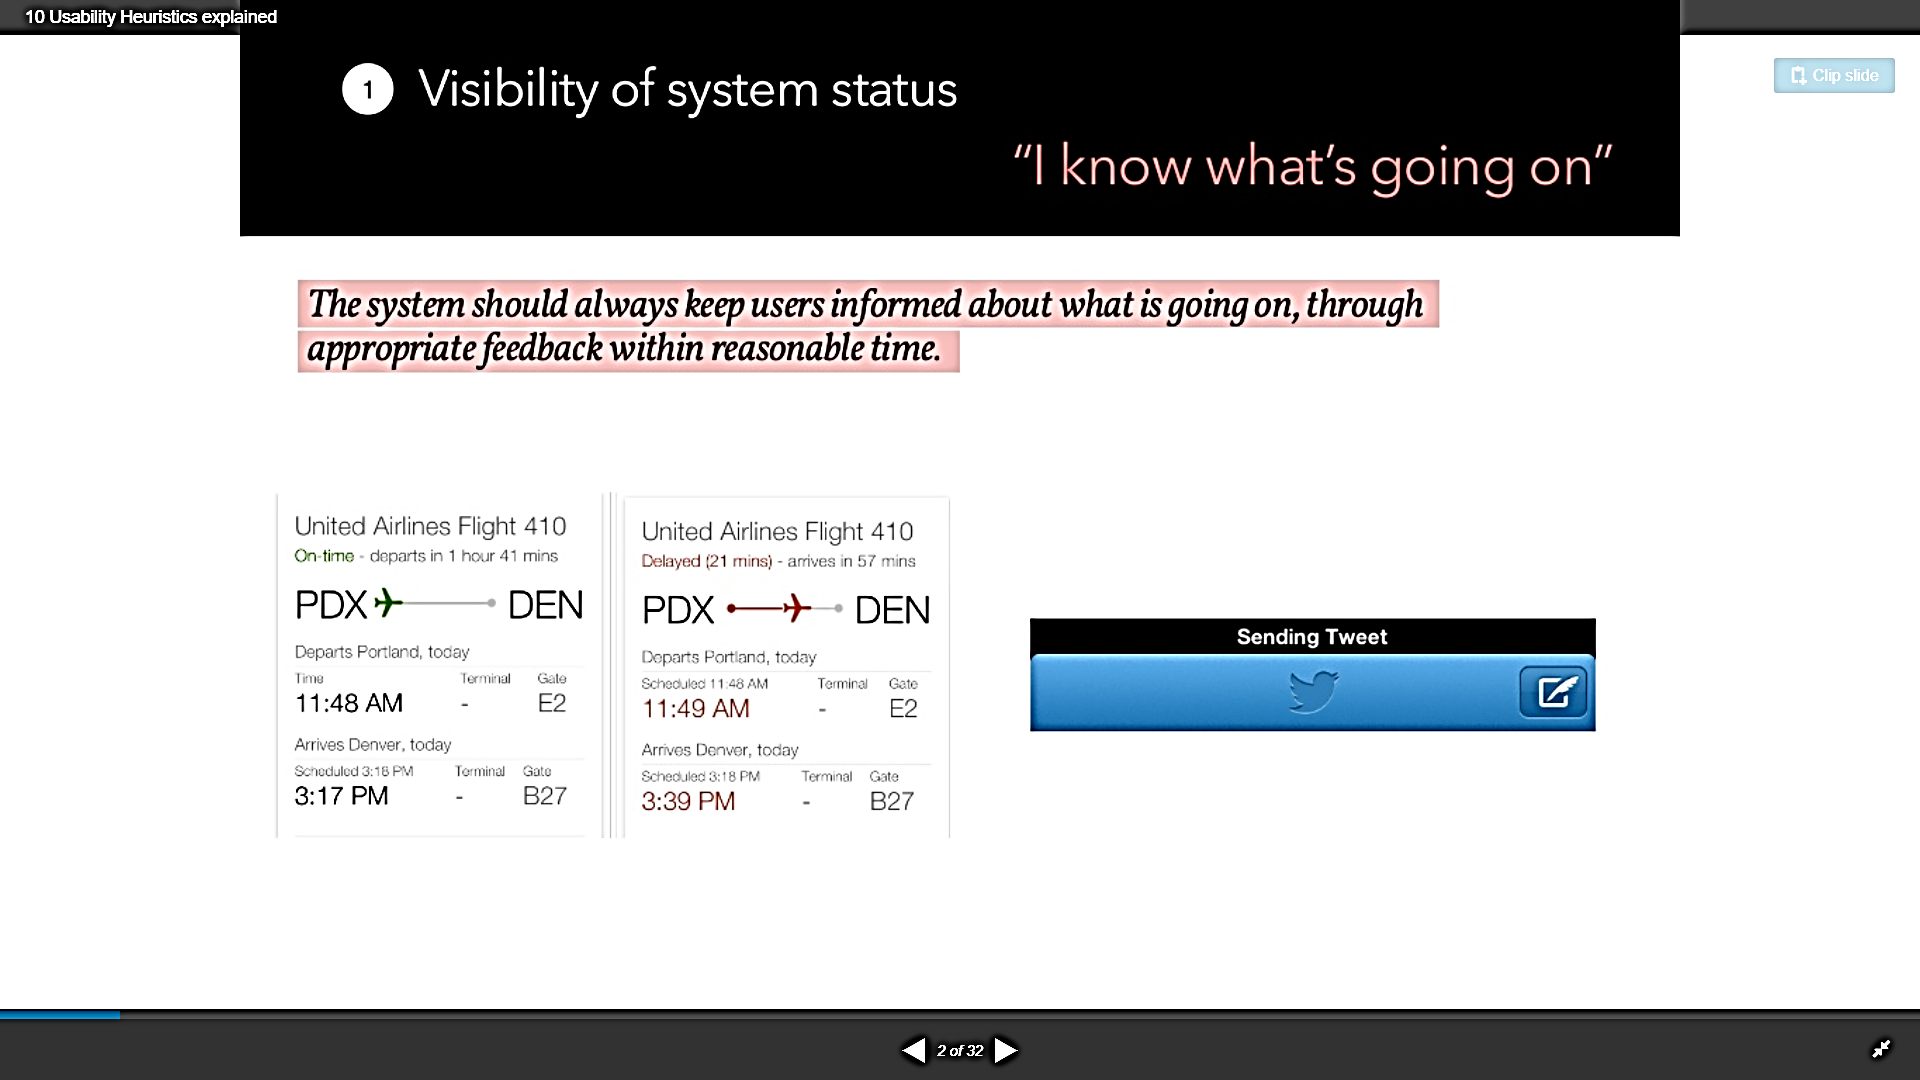 10 Usability Heuristics explained
Clip slide
1 Visibility of system status
“I know what’s going on”
The system should always keep users informed about what is going on, through
appropriate feedback within reasonable time.
United Airlines Flight 410
On-time - departs in 1 hour 41 mins
PDX DEN
Departs Portland, today
Time Terminal Gate
11:48 AM - E2
Arrives Denver, today
Scheduled 3:18 PM Terminal Gate
3:17 PM - B27
United Airlines Flight 410
Delayed (21 mins) - arrives in 57 mins
PDX DEN
Departs Portland, today
Scheduled 11:48 AM Terminal Gate
11:49 AM - E2
Arrives Denver, today
Scheduled 3:18 PM Terminal Gate
3:39 PM - B27
Sending Tweet
2 of 32